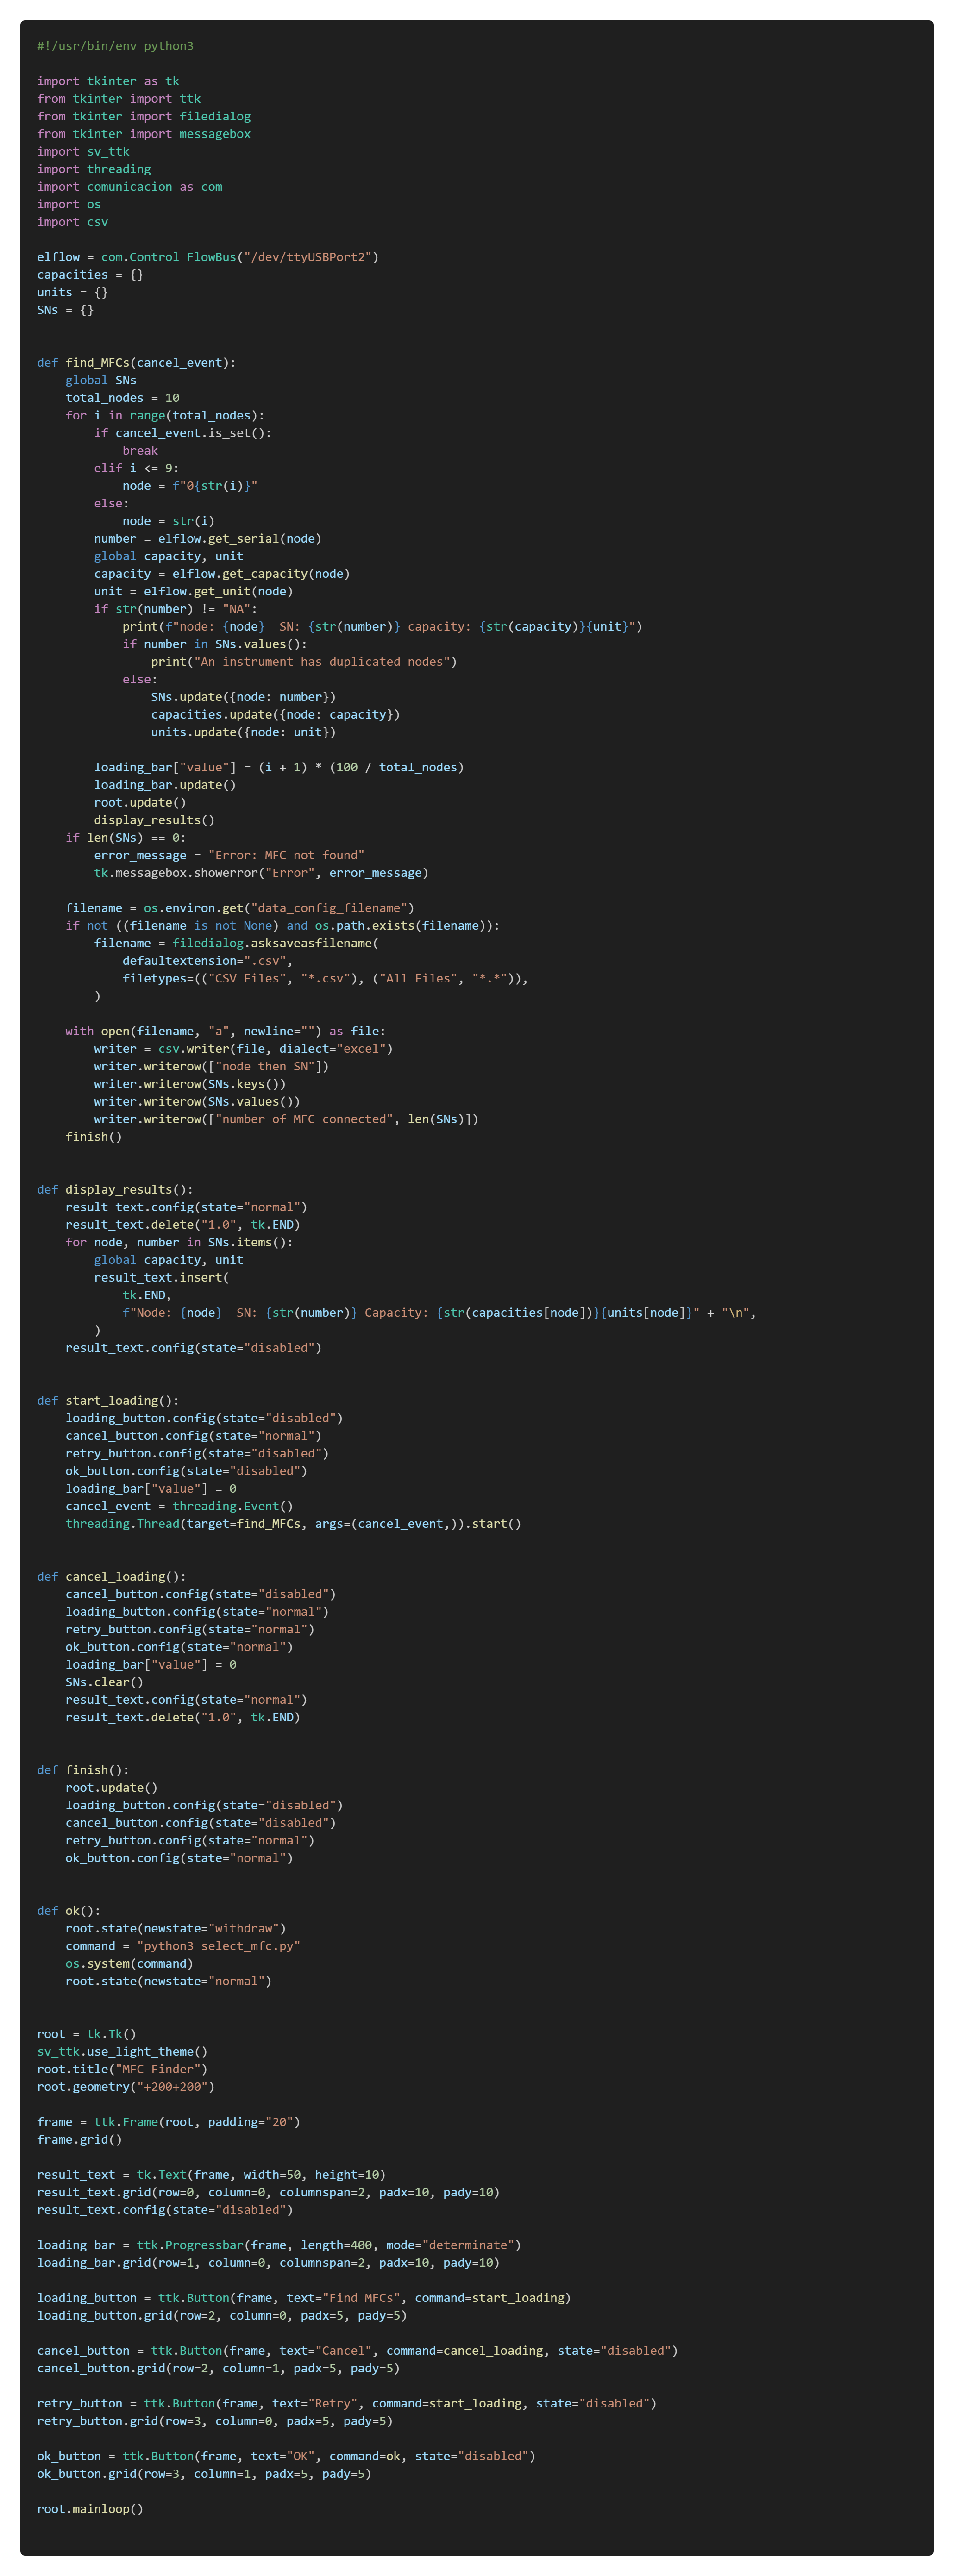 #!/usr/bin/env python3

import tkinter as tk
from tkinter import ttk
from tkinter import filedialog
from tkinter import messagebox
import sv_ttk
import threading
import comunicacion as com
import os
import csv

elflow = com.Control_FlowBus("/dev/ttyUSBPort2")
capacities = {}
units = {}
SNs = {}


def find_MFCs(cancel_event):
    global SNs
    total_nodes = 10
    for i in range(total_nodes):
        if cancel_event.is_set():
            break
        elif i <= 9:
            node = f"0{str(i)}"
        else:
            node = str(i)
        number = elflow.get_serial(node)
        global capacity, unit
        capacity = elflow.get_capacity(node)
        unit = elflow.get_unit(node)
        if str(number) != "NA":
            print(f"node: {node}  SN: {str(number)} capacity: {str(capacity)}{unit}")
            if number in SNs.values():
                print("An instrument has duplicated nodes")
            else:
                SNs.update({node: number})
                capacities.update({node: capacity})
                units.update({node: unit})

        loading_bar["value"] = (i + 1) * (100 / total_nodes)
        loading_bar.update()
        root.update()
        display_results()
    if len(SNs) == 0:
        error_message = "Error: MFC not found"
        tk.messagebox.showerror("Error", error_message)

    filename = os.environ.get("data_config_filename")
    if not ((filename is not None) and os.path.exists(filename)):
        filename = filedialog.asksaveasfilename(
            defaultextension=".csv",
            filetypes=(("CSV Files", "*.csv"), ("All Files", "*.*")),
        )

    with open(filename, "a", newline="") as file:
        writer = csv.writer(file, dialect="excel")
        writer.writerow(["node then SN"])
        writer.writerow(SNs.keys())
        writer.writerow(SNs.values())
        writer.writerow(["number of MFC connected", len(SNs)])
    finish()


def display_results():
    result_text.config(state="normal")
    result_text.delete("1.0", tk.END)
    for node, number in SNs.items():
        global capacity, unit
        result_text.insert(
            tk.END,
            f"Node: {node}  SN: {str(number)} Capacity: {str(capacities[node])}{units[node]}" + "\n",
        )
    result_text.config(state="disabled")


def start_loading():
    loading_button.config(state="disabled")
    cancel_button.config(state="normal")
    retry_button.config(state="disabled")
    ok_button.config(state="disabled")
    loading_bar["value"] = 0
    cancel_event = threading.Event()
    threading.Thread(target=find_MFCs, args=(cancel_event,)).start()


def cancel_loading():
    cancel_button.config(state="disabled")
    loading_button.config(state="normal")
    retry_button.config(state="normal")
    ok_button.config(state="normal")
    loading_bar["value"] = 0
    SNs.clear()
    result_text.config(state="normal")
    result_text.delete("1.0", tk.END)


def finish():
    root.update()
    loading_button.config(state="disabled")
    cancel_button.config(state="disabled")
    retry_button.config(state="normal")
    ok_button.config(state="normal")


def ok():
    root.state(newstate="withdraw")
    command = "python3 select_mfc.py"
    os.system(command)
    root.state(newstate="normal")


root = tk.Tk()
sv_ttk.use_light_theme()
root.title("MFC Finder")
root.geometry("+200+200")

frame = ttk.Frame(root, padding="20")
frame.grid()

result_text = tk.Text(frame, width=50, height=10)
result_text.grid(row=0, column=0, columnspan=2, padx=10, pady=10)
result_text.config(state="disabled")

loading_bar = ttk.Progressbar(frame, length=400, mode="determinate")
loading_bar.grid(row=1, column=0, columnspan=2, padx=10, pady=10)

loading_button = ttk.Button(frame, text="Find MFCs", command=start_loading)
loading_button.grid(row=2, column=0, padx=5, pady=5)

cancel_button = ttk.Button(frame, text="Cancel", command=cancel_loading, state="disabled")
cancel_button.grid(row=2, column=1, padx=5, pady=5)

retry_button = ttk.Button(frame, text="Retry", command=start_loading, state="disabled")
retry_button.grid(row=3, column=0, padx=5, pady=5)

ok_button = ttk.Button(frame, text="OK", command=ok, state="disabled")
ok_button.grid(row=3, column=1, padx=5, pady=5)

root.mainloop()